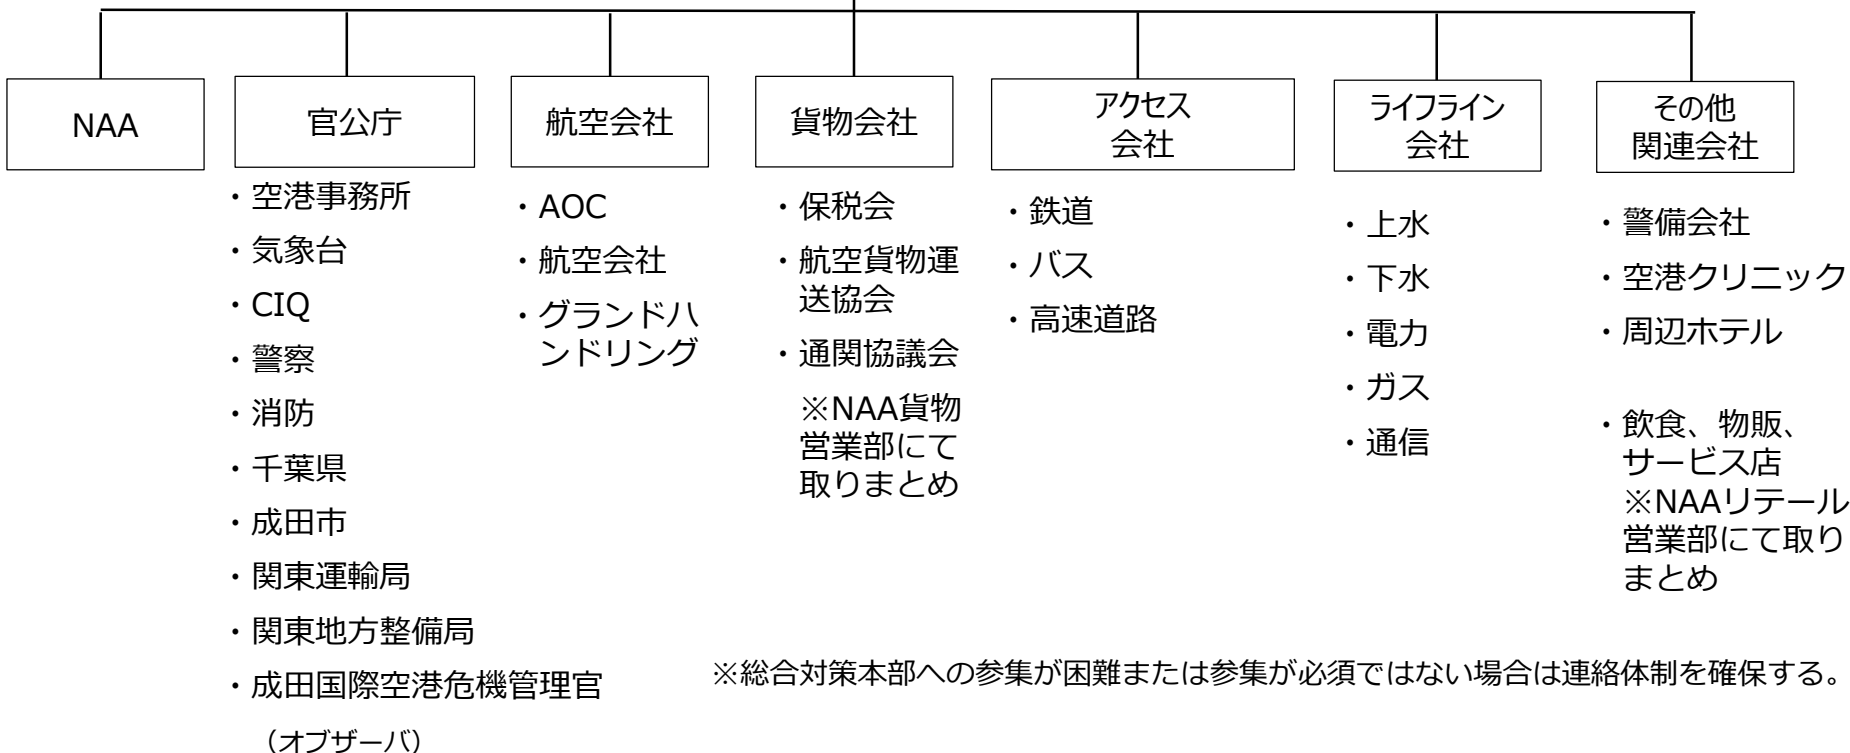 NAA
官公庁
・空港事務所
・気象台
・CIQ
・警察
・消防
・千葉県
・成田市
・関東運輸局
・関東地方整備局
・成田国際空港危機管理官
（オブザーバ）
航空会社
・AOC
・航空会社
・グランドハ
ンドリング
貨物会社
・保税会
・航空貨物運
送協会
・通関協議会
※NAA貨物
営業部にて
取りまとめ
アクセス
会社
・鉄道
・バス
・高速道路
ライフライン
会社
・上水
・下水
・電力
・ガス
・通信
その他
関連会社
・警備会社
・空港クリニック
・周辺ホテル
・飲食、物販、
サービス店
※NAAリテール
営業部にて取り
まとめ
※総合対策本部への参集が困難または参集が必須ではない場合は連絡体制を確保する。